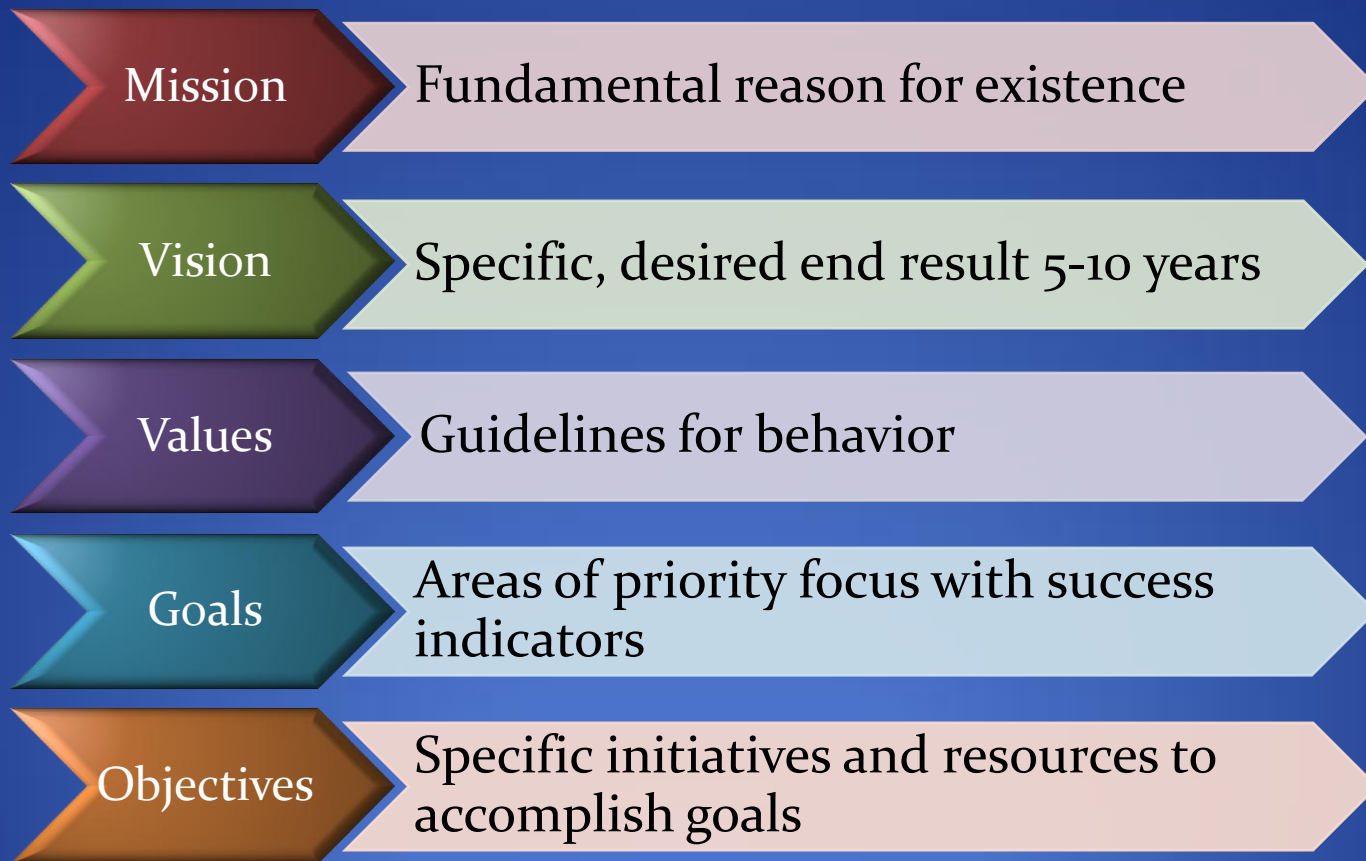 Mission
Fundamental reason for existence
Vision
Specific, desired end result 5-10 years
Values
Guidelines for behavior
Goals
Areas of priority focus with success
indicators
Objectives
Specific initiatives and resources to
accomplish goals